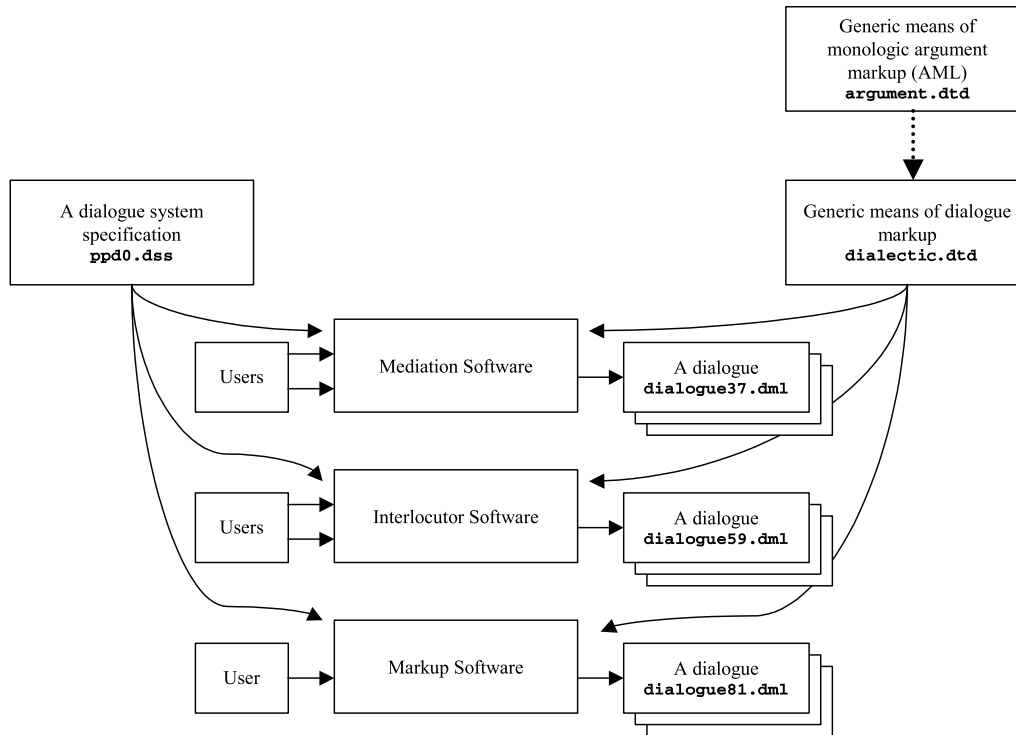 Generic means of
monologic argument
markup (AML)
argument.dtd
A dialogue system
specification
ppd0.dss
Generic means of dialogue
markup
dialectic.dtd
Users
Mediation Software
A dialogue
dialogue37.dml
Users
Interlocutor Software
A dialogue
dialogue59.dml
User
Markup Software
A dialogue
dialogue81.dml